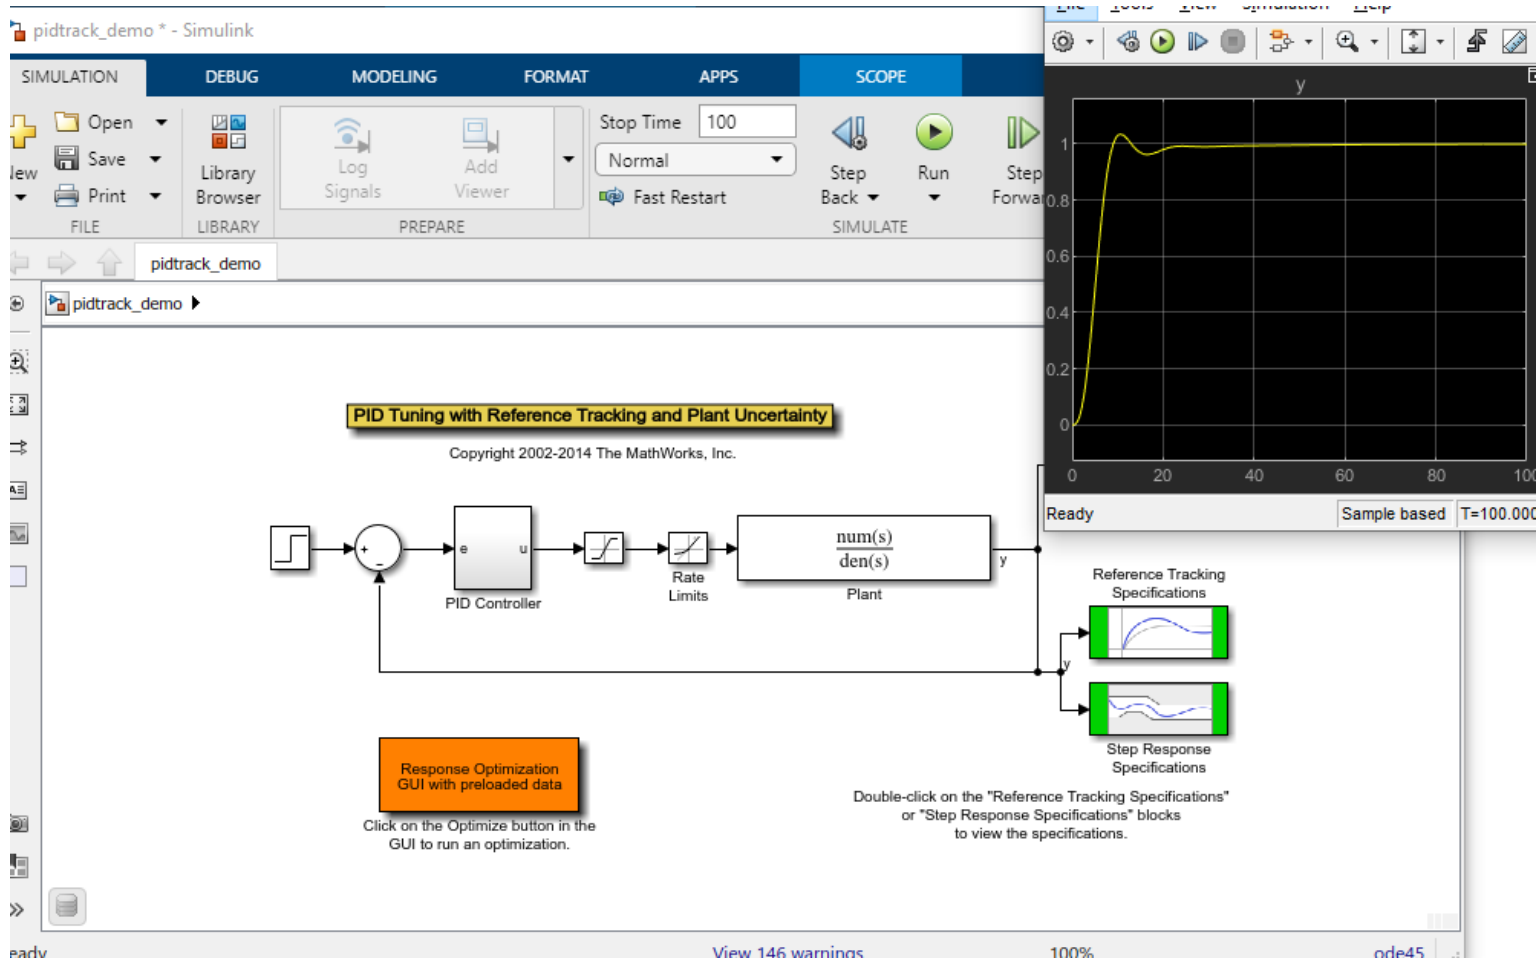 pidtrack_demo * - Simulink
SIMULATION
DEBUG
MODELING
FORMAT
APPS
SCOPE
Open
Save
Print
FILE
Library
Browser
LIBRARY
Log
Signals
Add
Viewer
PREPARE
Stop Time 100
Normal
Fast Restart
Step
Back
Run
Step
Forwa
SIMULATE
pidtrack_demo
pidtrack_demo
PID Tuning with Reference Tracking and Plant Uncertainty
Copyright 2002-2014 The MathWorks, Inc.
+
-
e
u
PID Controller
Rate
Limits
num(s)
den(s)
Plant
y
Reference Tracking
Specifications
y
Step Response
Specifications
Double-click on the "Reference Tracking Specifications"
or "Step Response Specifications" blocks
to view the specifications.
Response Optimization
GUI with preloaded data
Click on the Optimize button in the
GUI to run an optimization.
View 146 warnings
100%
ode45
y
1
0.8
0.6
0.4
0.2
0
0
20
40
60
80
100
Ready
Sample based
T=100.000